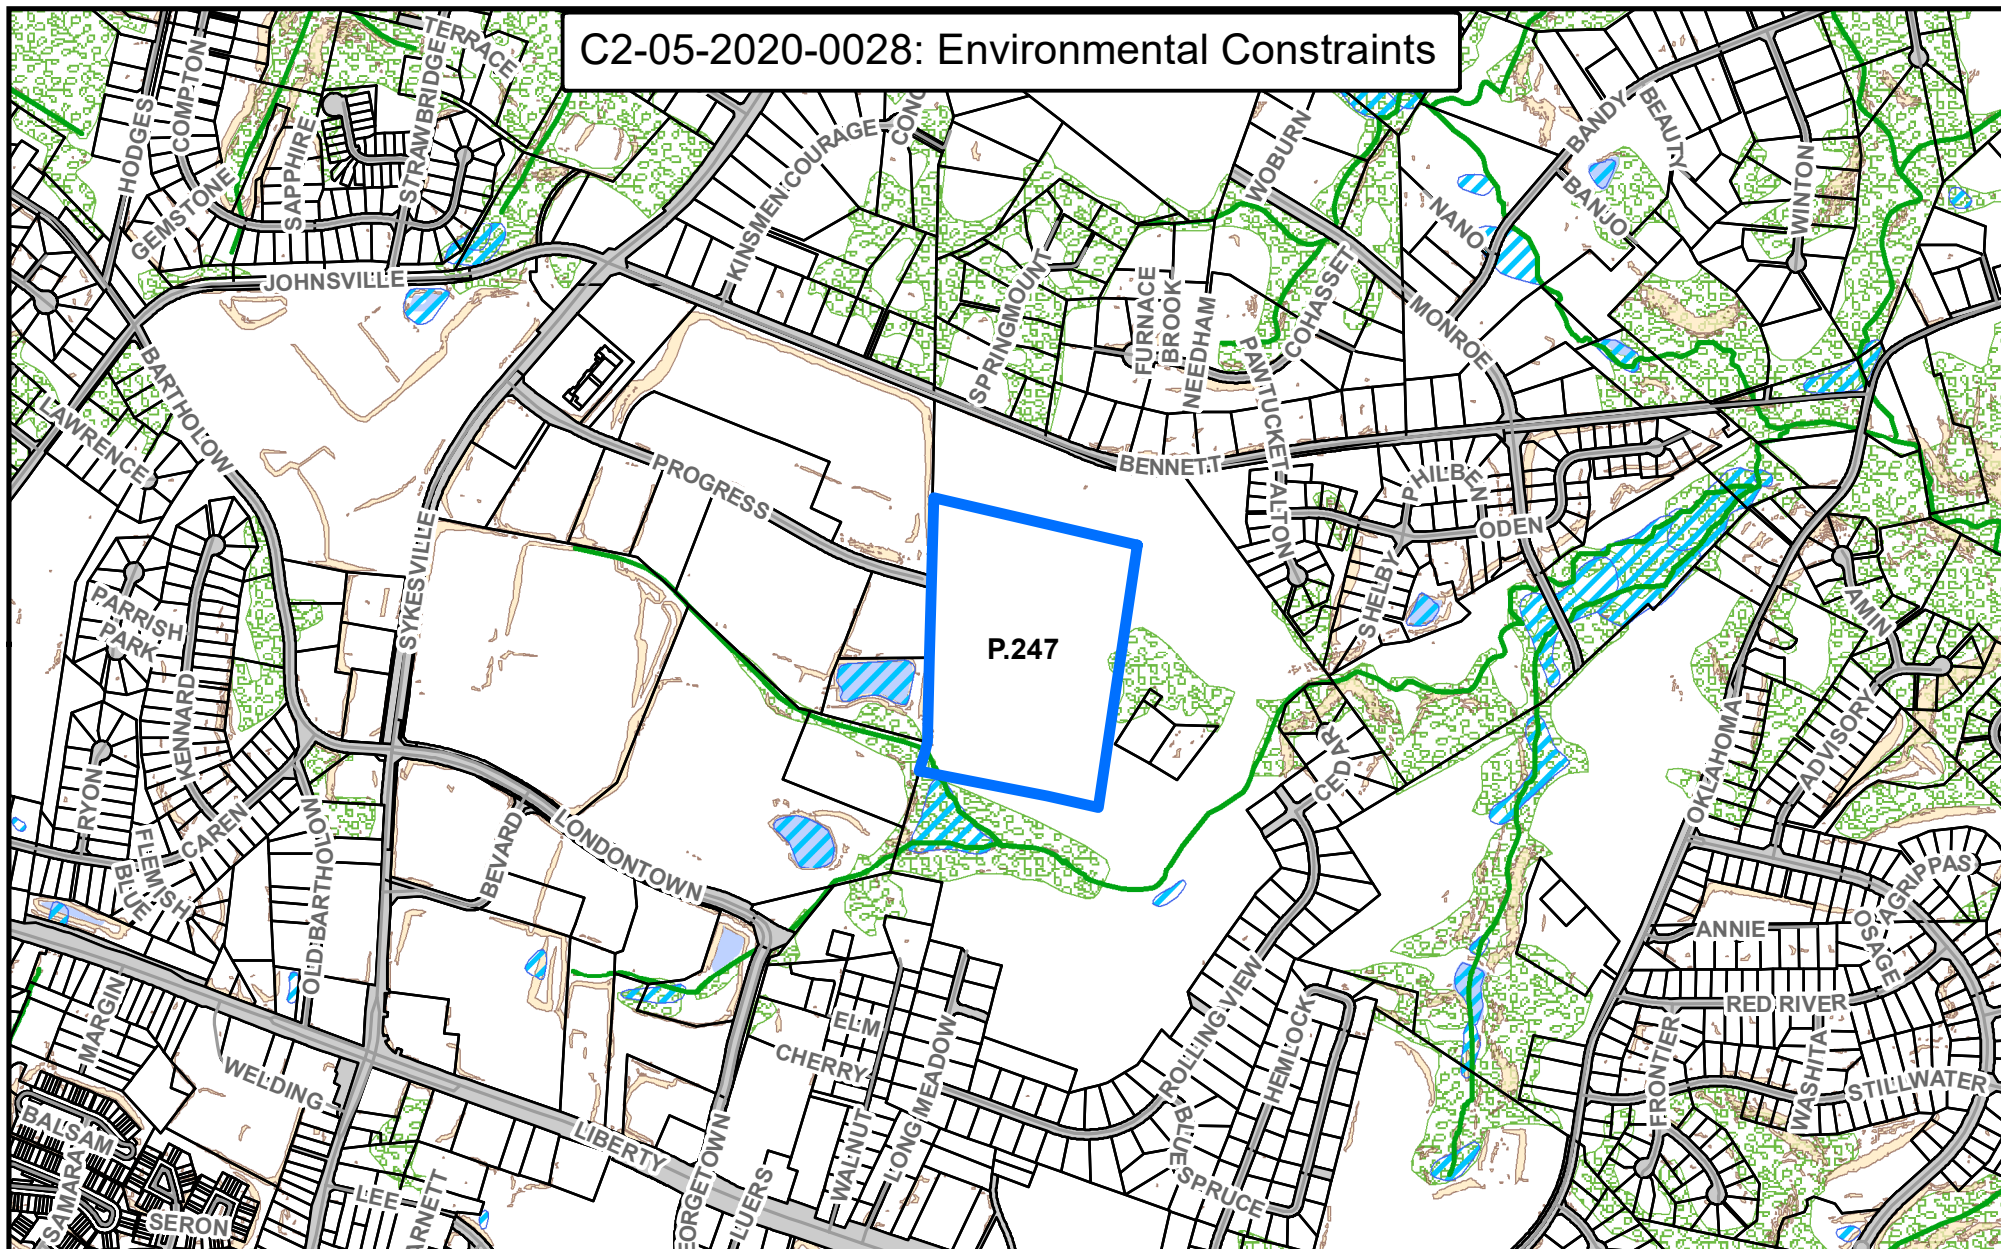 C2-05-2020-0028: Environmental Constraints
TERRACE
HODGES
COMPTON
STRAWBRIDGE
SAPPHIRE
GEMSTONE
JOHNSVILLE
KINSMEN
COURAGE
CONC
WOBURN
BANDY
BEAUTY
BANJO
WINTON
NANO
SPRINGMOUNT
FURNACE
BROOK
NEEDHAM
COHASSET
MONROE
PAWTUCKET
ALTON
BENNETT
LAWRENCE
BARTHOLOW
PROGRESS
PHILBEN
ODEN
SHELBY
SYKESVILLE
PARRISH
PARK
KENNARD
P.247
AMIN
ADVISORY
OKLAHOMA
CEDAR
RYON
FLEMISH
BLUE
CAREN
OLD BARTHOLOW
BEVARD
LONDONTOWN
AGRIPPAS
OSAGE
ANNIE
RED RIVER
MARGIN
WELDING
ELM
CHERRY
LONG MEADOW
WALNUT
ROLLING VIEW
HEMLOCK
BLUE SPRUCE
FRONTIER
WASHITA
STILLWATER
LIBERTY
BALSAM
SAMARA
SERON
LEE
ARNETT
EORGETOWN
LUERS